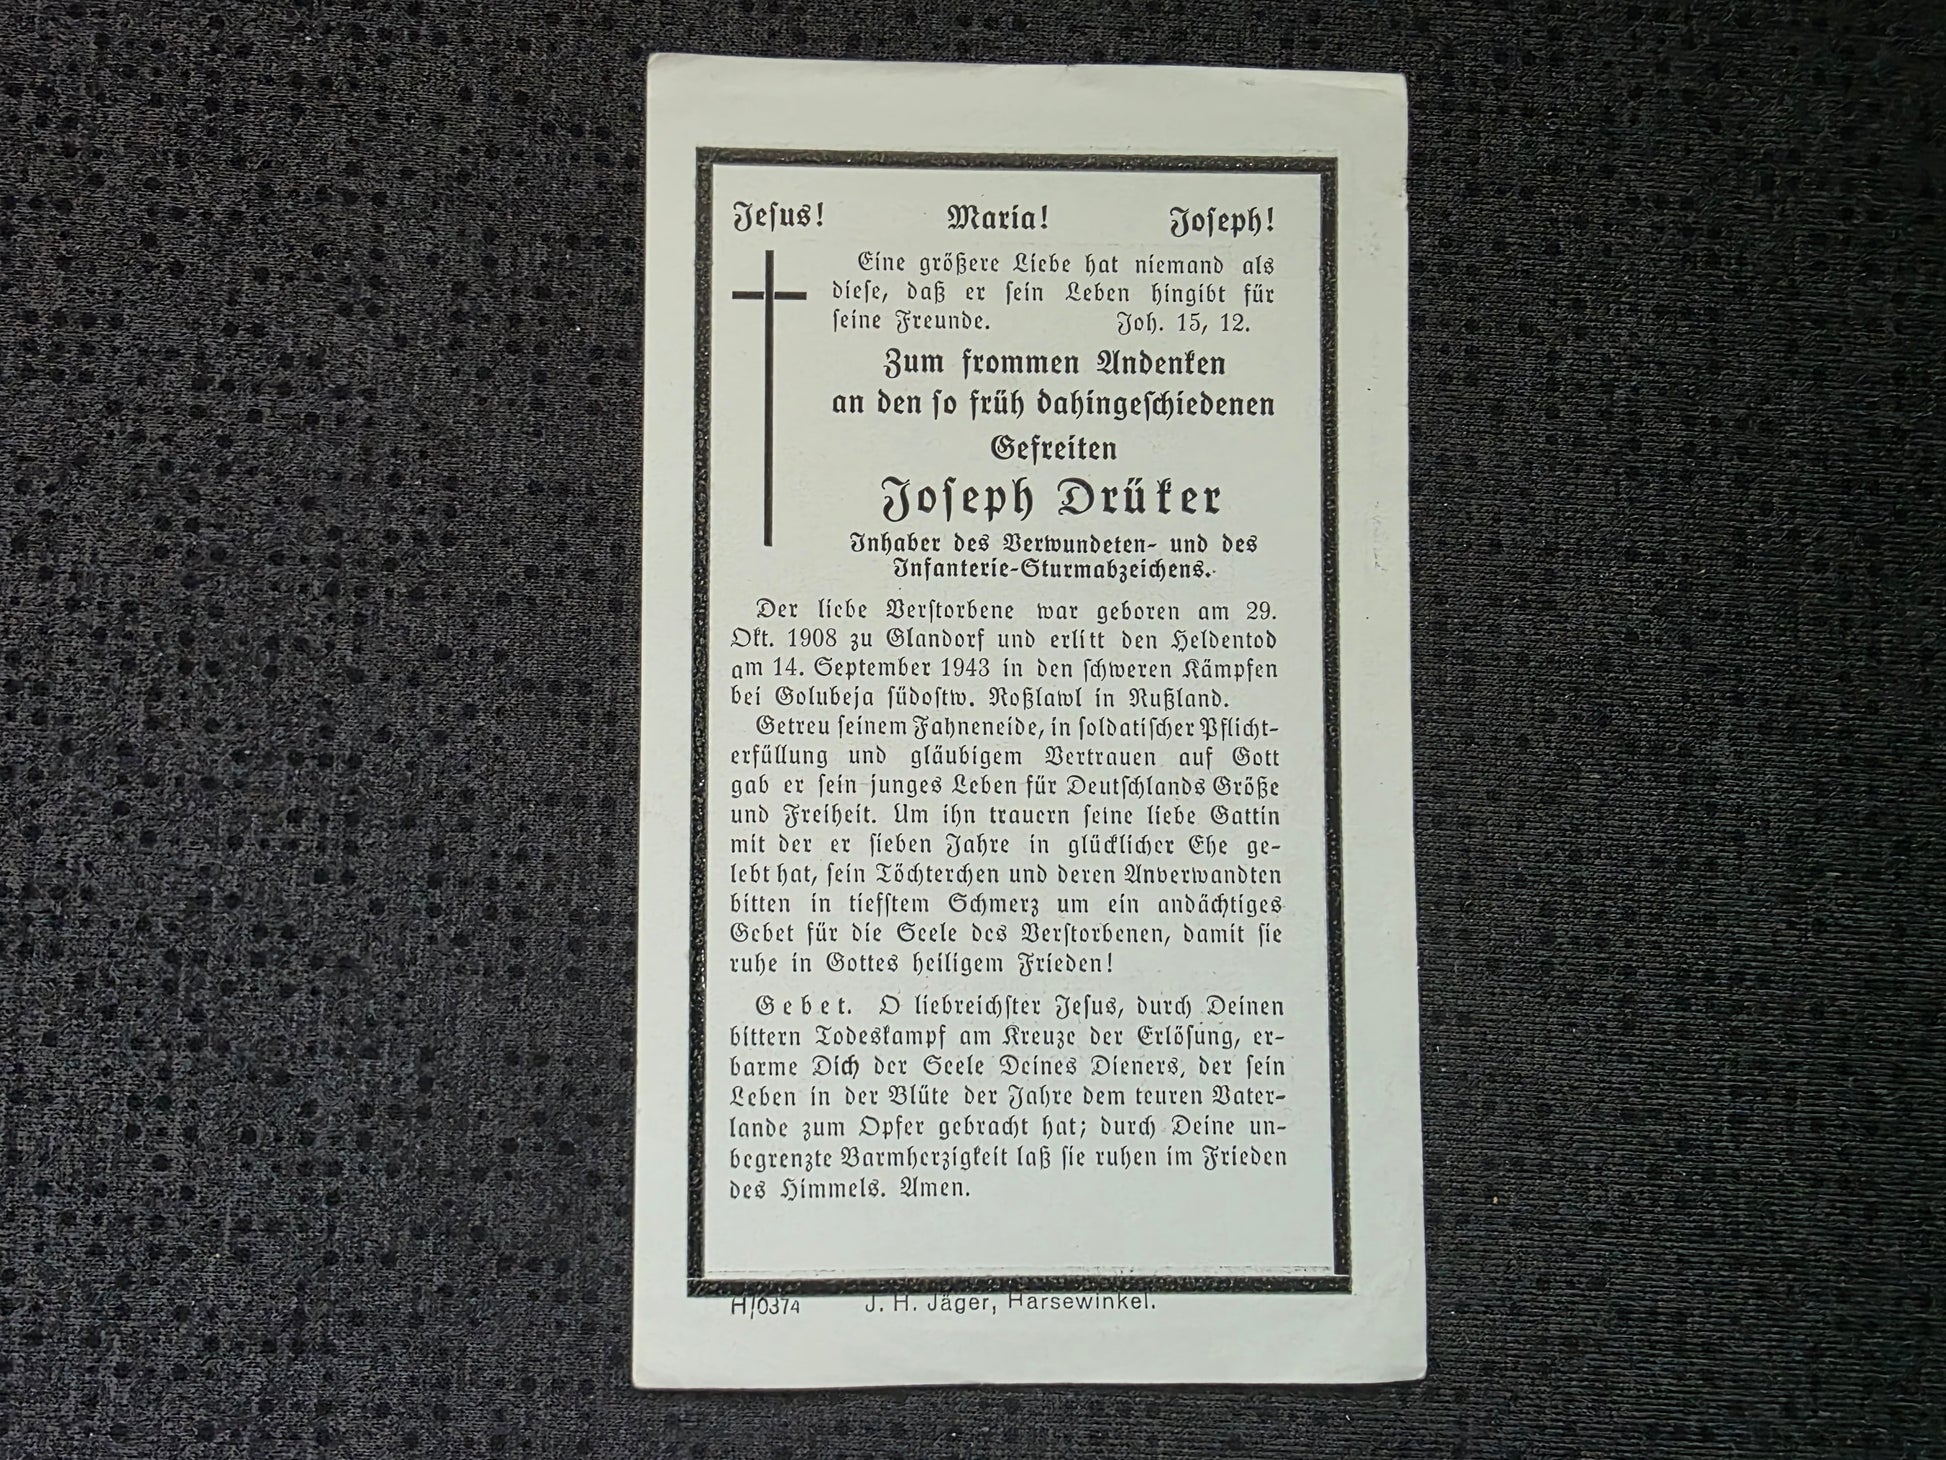 Jesus! Maria! Joseph!
Eine größere Liebe hat niemand als
diese, daß er sein Leben hingibt für
seine Freunde. Joh. 15, 12.
Zum frommen Andenken
an den so früh dahingeschiedenen
Gefreiten
Joseph Drüker
Inhaber des Verwundeten- und des
Infanterie-Sturmabzeichens.
Der liebe Verstorbene war geboren am 29.
Okt. 1908 zu Glandorf und erlitt den Heldentod
am 14. September 1943 in den schweren Kämpfen
bei Golubeja südostw. Roßlawl in Rußland.
Getreu seinem Fahneneide, in soldatischer Pflicht-
erfüllung und gläubigem Vertrauen auf Gott
gab er sein junges Leben für Deutschlands Größe
und Freiheit. Um ihn trauern seine liebe Gattin
mit der er sieben Jahre in glücklicher Ehe ge-
lebt hat, sein Töchterchen und deren Anverwandten
bitten in tiefstem Schmerz um ein andächtiges
Gebet für die Seele des Verstorbenen, damit sie
ruhe in Gottes heiligem Frieden!
Gebet. O liebreichster Jesus, durch Deinen
bittern Todeskampf am Kreuze der Erlösung, er-
barme Dich der Seele Deines Dieners, der sein
Leben in der Blüte der Jahre dem teuren Vater-
lande zum Opfer gebracht hat; durch Deine un-
begrenzte Barmherzigkeit laß sie ruhen im Frieden
des Himmels. Amen.
H/0374 J. H. Jäger, Harsewinkel.